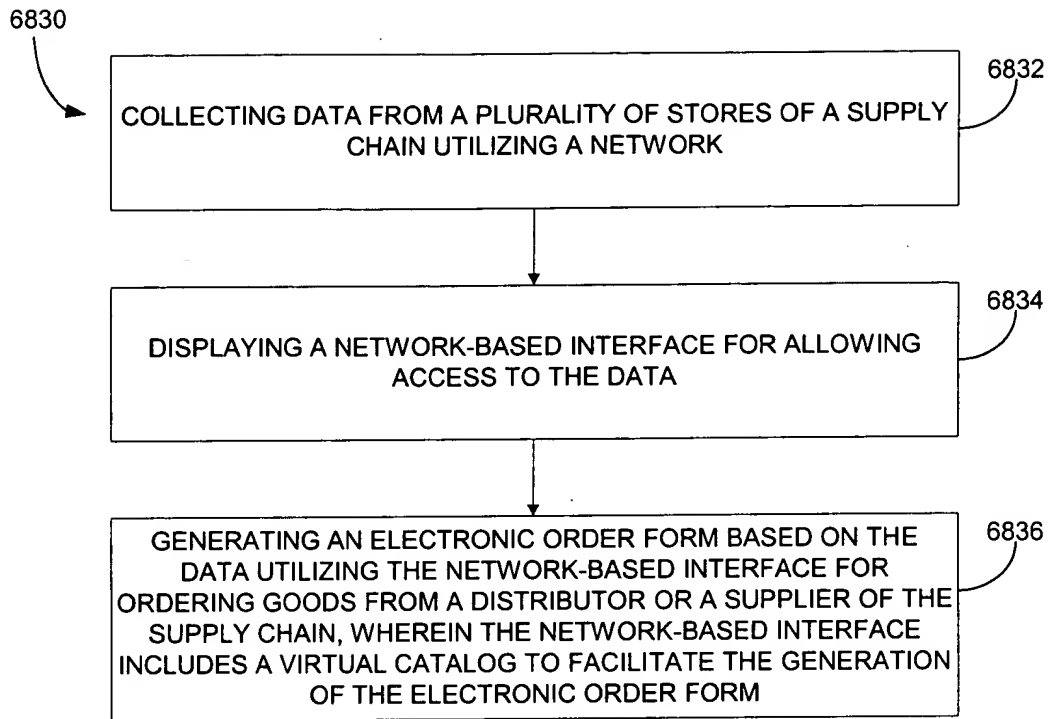 6830
6832
COLLECTING DATA FROM A PLURALITY OF STORES OF A SUPPLY
CHAIN UTILIZING A NETWORK
6834
DISPLAYING A NETWORK-BASED INTERFACE FOR ALLOWING
ACCESS TO THE DATA
6836
GENERATING AN ELECTRONIC ORDER FORM BASED ON THE
DATA UTILIZING THE NETWORK-BASED INTERFACE FOR
ORDERING GOODS FROM A DISTRIBUTOR OR A SUPPLIER OF THE
SUPPLY CHAIN, WHEREIN THE NETWORK-BASED INTERFACE
INCLUDES A VIRTUAL CATALOG TO FACILITATE THE GENERATION
OF THE ELECTRONIC ORDER FORM